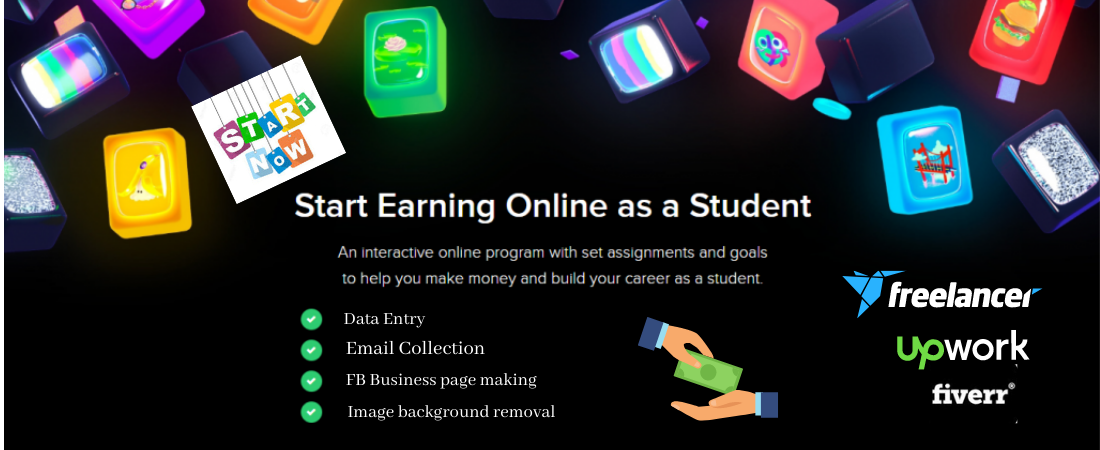 START
NOW
Start Earning Online as a Student
An interactive online program with set assignments and goals
to help you make money and build your career as a student.
Data Entry
Email Collection
FB Business page making
Image background removal
freelancer
upwork
fiverr®